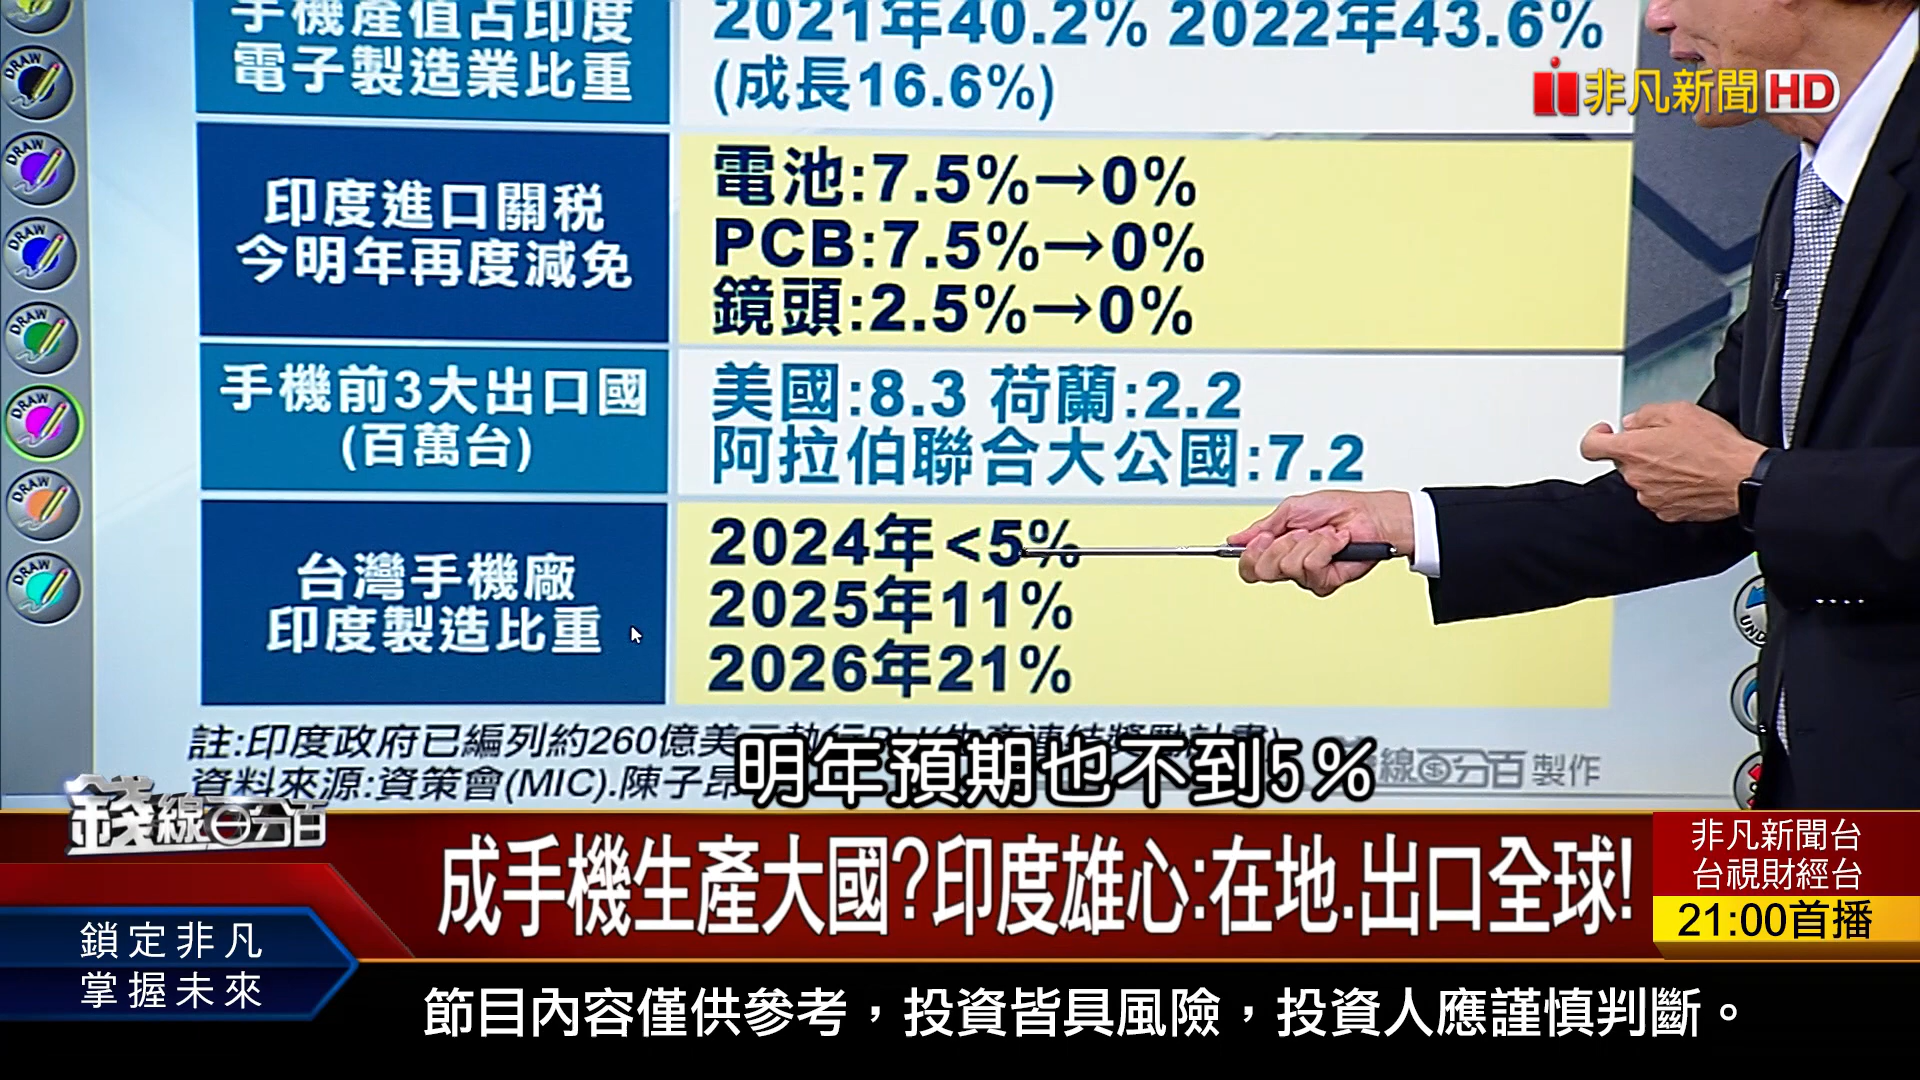 手機產值占印度
電子製造業比重
2021年40.2% 2022年43.6%
(成長16.6%)
非凡新聞HD
印度進口關稅
今明年再度減免
電池:7.5%→0%
PCB:7.5%→0%
鏡頭:2.5%→0%
手機前3大出口國
(百萬台)
美國:8.3 荷蘭:2.2
阿拉伯聯合大公國:7.2
台灣手機廠
印度製造比重
2024年<5%
2025年11%
2026年21%
DRAW
DRAW
DRAW
DRAW
DRAW
DRAW
DRAW
UND
註:印度政府已編列約260億美
資料來源:資策會(MIC).陳子昂
線百分百製作
明年預期也不到5%
錢線百分百
成手機生產大國?印度雄心:在地.出口全球!
非凡新聞台
台視財經台
21:00首播
鎖定非凡
掌握未來
節目內容僅供參考，投資皆具風險，投資人應謹慎判斷。